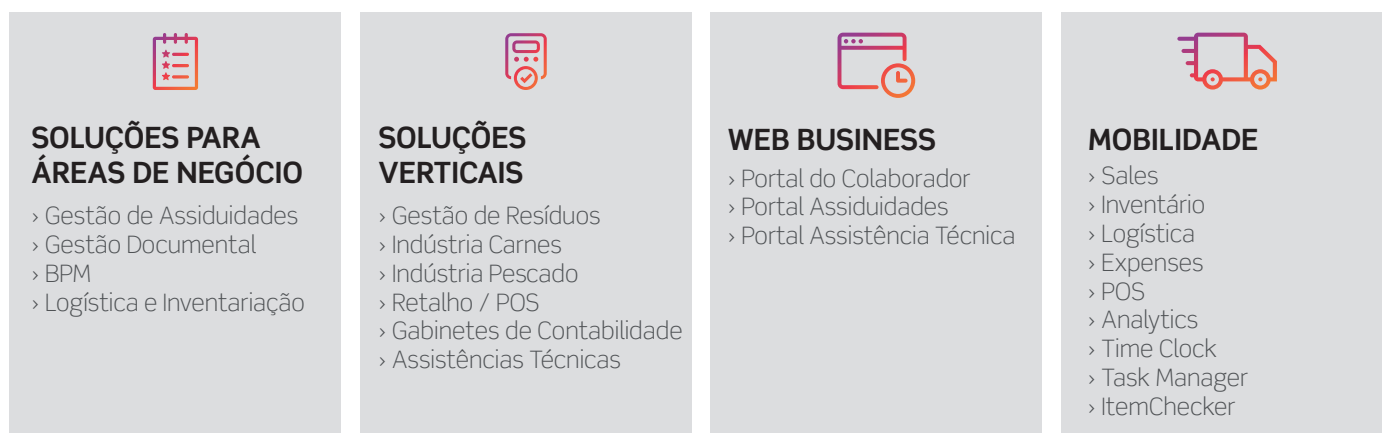 SOLUÇÕES PARA
ÁREAS DE NEGÓCIO
› Gestão de Assiduidades
› Gestão Documental
› BPM
› Logística e Inventariação
SOLUÇÕES
VERTICAIS
› Gestão de Resíduos
› Indústria Carnes
› Indústria Pescado
› Retalho / POS
› Gabinetes de Contabilidade
› Assistências Técnicas
WEB BUSINESS
› Portal do Colaborador
› Portal Assiduidades
› Portal Assistência Técnica
MOBILIDADE
› Sales
› Inventário
› Logística
› Expenses
› POS
› Analytics
› Time Clock
› Task Manager
› ItemChecker